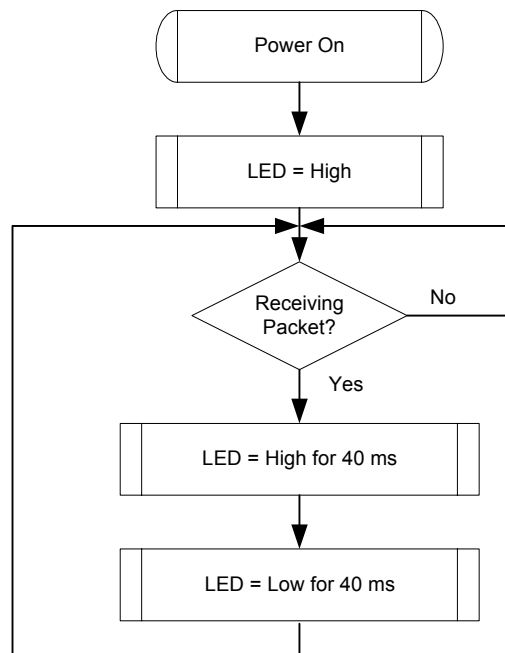 Power On
LED = High
Receiving
Packet?
No
Yes
LED = High for 40 ms
LED = Low for 40 ms